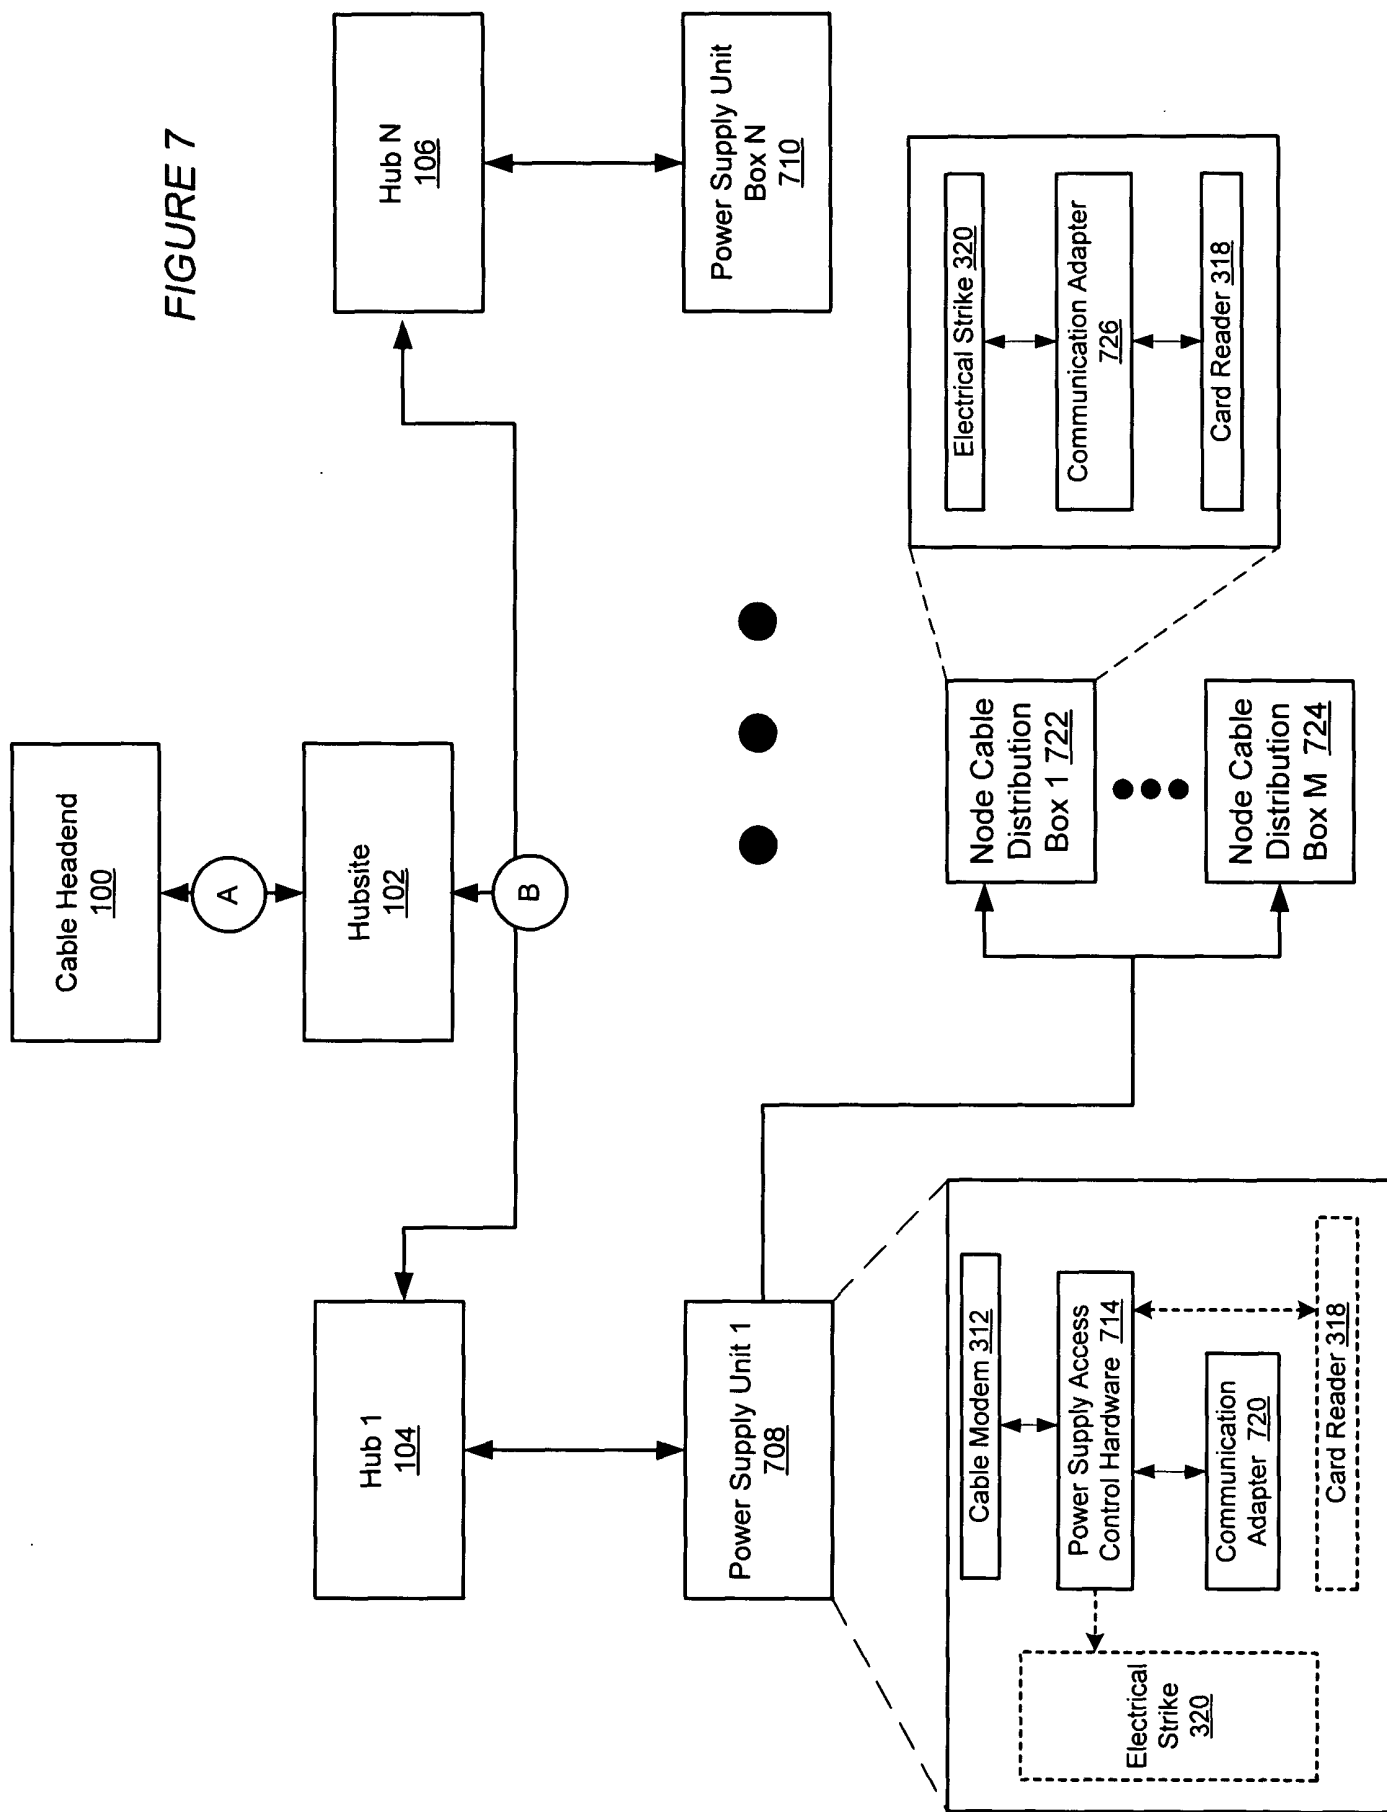 FIGURE 7
Cable Headend
100
A
Hubsite
102
B
Hub 1
104
Hub N
106
Power Supply Unit 1
708
Power Supply Unit
Box N
710
Cable Modem 312
Power Supply Access
Control Hardware 714
Communication
Adapter 720
Card Reader 318
Electrical
Strike
320
Node Cable
Distribution
Box 1 722
Node Cable
Distribution
Box M 724
Electrical Strike 320
Communication Adapter
726
Card Reader 318